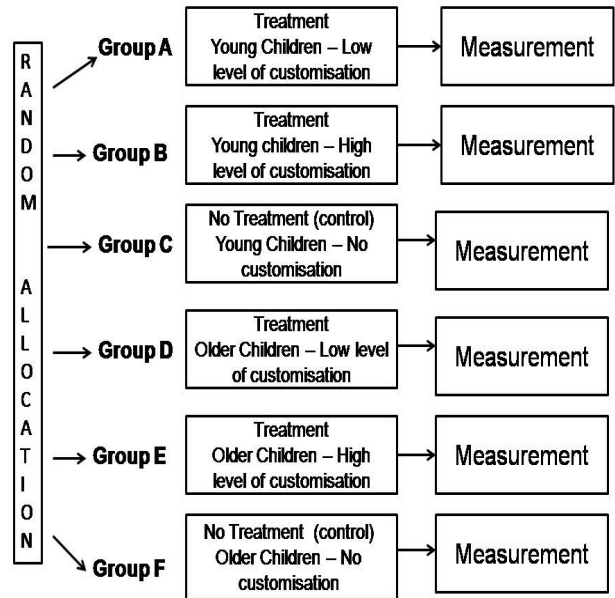 RANDOM ALLOCATION
Group A
Treatment
Young Children – Low
level of customisation
Measurement
Group B
Treatment
Young children – High
level of customisation
Measurement
Group C
No Treatment (control)
Young Children – No
customisation
Measurement
Group D
Treatment
Older Children – Low level
of customisation
Measurement
Group E
Treatment
Older Children – High
level of customisation
Measurement
Group F
No Treatment (control)
Older Children – No
customisation
Measurement